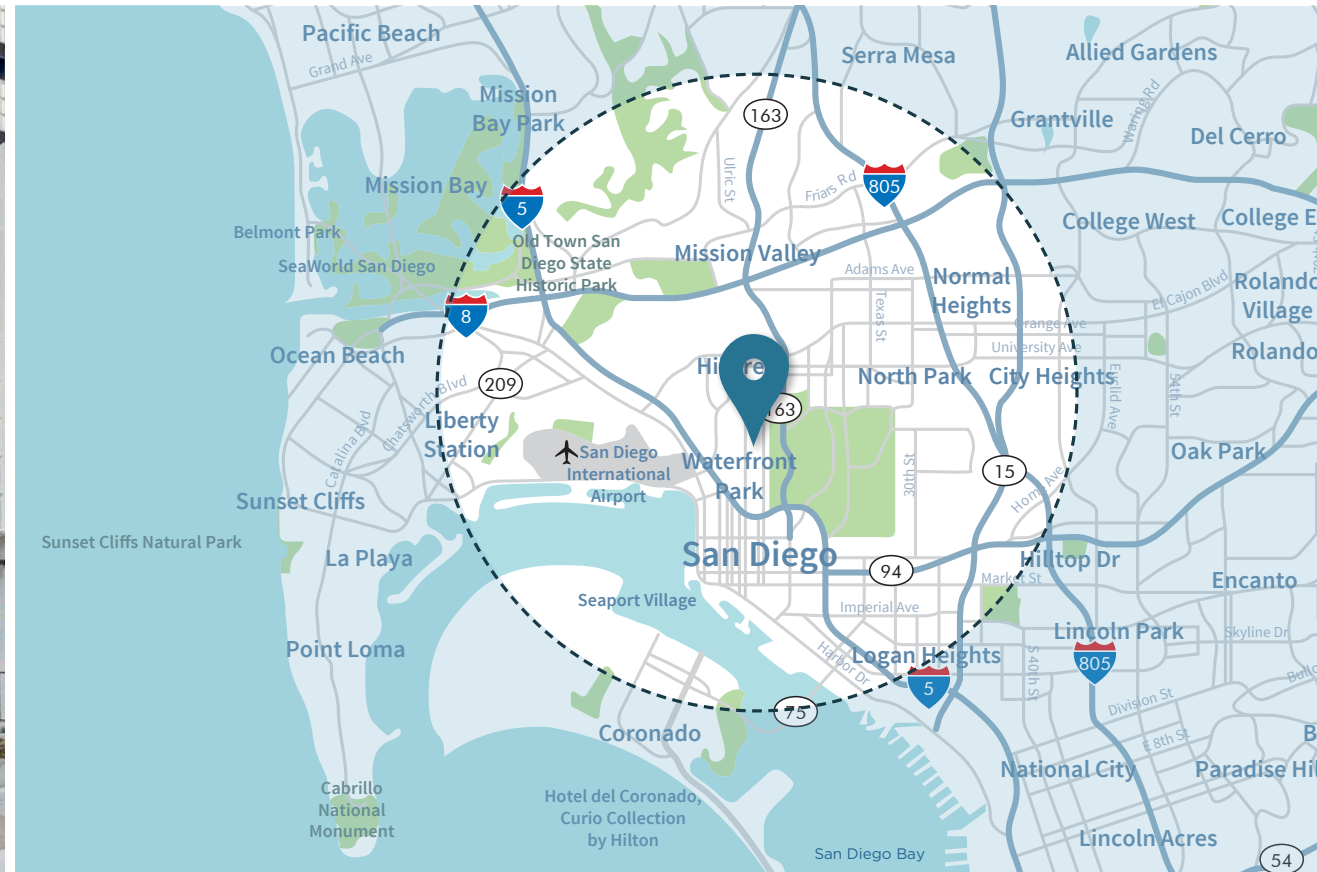 Pacific Beach
Grand Ave
Serra Mesa
Allied Gardens
Mission
Bay Park
163
Grantville
Waring Rd
Del Cerro
Mission Bay
5
Ulric St
Friars Rd
805
College West
College E
Belmont Park
SeaWorld San Diego
Old Town San
Diego State
Historic Park
Mission Valley
Adams Ave
Normal
Heights
El Cajon Blvd
Rolando
Village
8
Texas St
Orange Ave
University Ave
Ocean Beach
Rolando
209
North Park
City Heights
Euclid Ave
54th St
Chatsworth Blvd
Catalina Blvd
Liberty
Station
63
San Diego
International
Airport
Waterfront
Park
30th St
15
Home Ave
Oak Park
Sunset Cliffs
Sunset Cliffs Natural Park
La Playa
San Diego
94
Hilltop Dr
Market St
Encanto
Seaport Village
Imperial Ave
Point Loma
Harbor Dr
Logan Heights
S 40th St
Lincoln Park
Skyline Dr
805
5
75
Division St
E 8th St
Coronado
National City
Paradise Hil
Cabrillo
National
Monument
Hotel del Coronado,
Curio Collection
by Hilton
San Diego Bay
Lincoln Acres
54